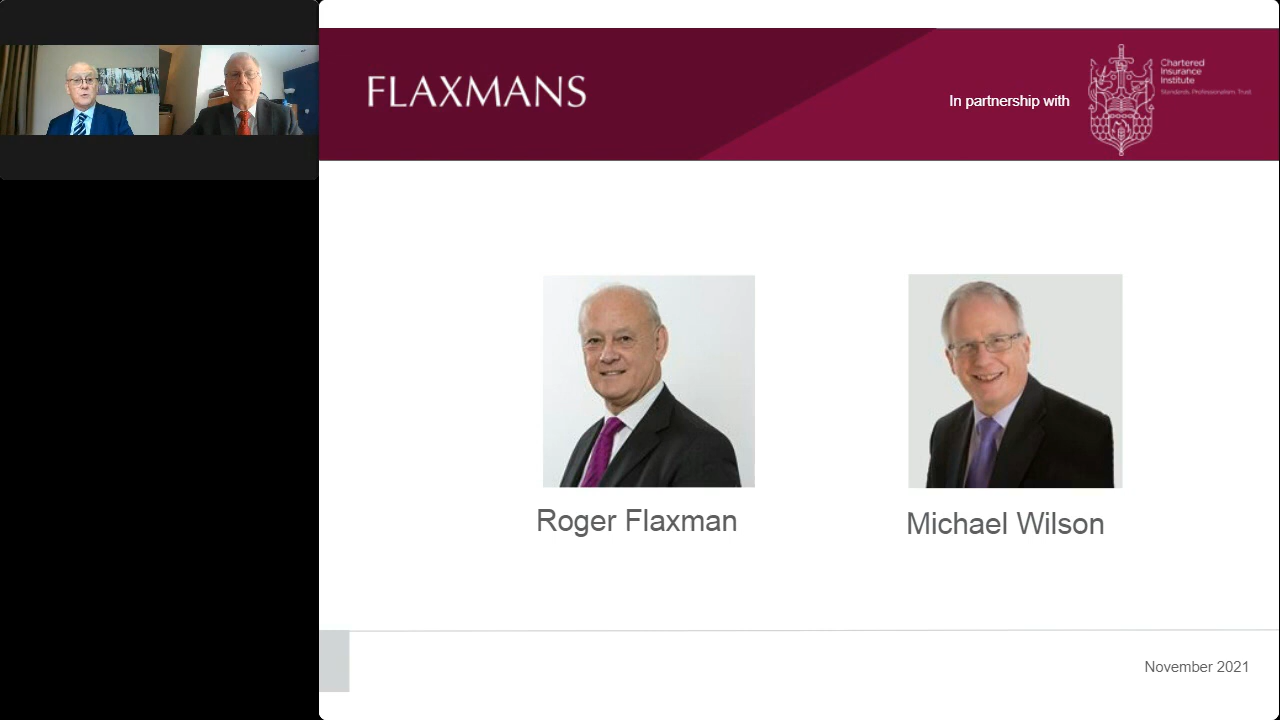 FLAXMANS
In partnership with
Chartered
Insurance
Institute
Standards. Professionalism. Trust.
Roger Flaxman
Michael Wilson
November 2021